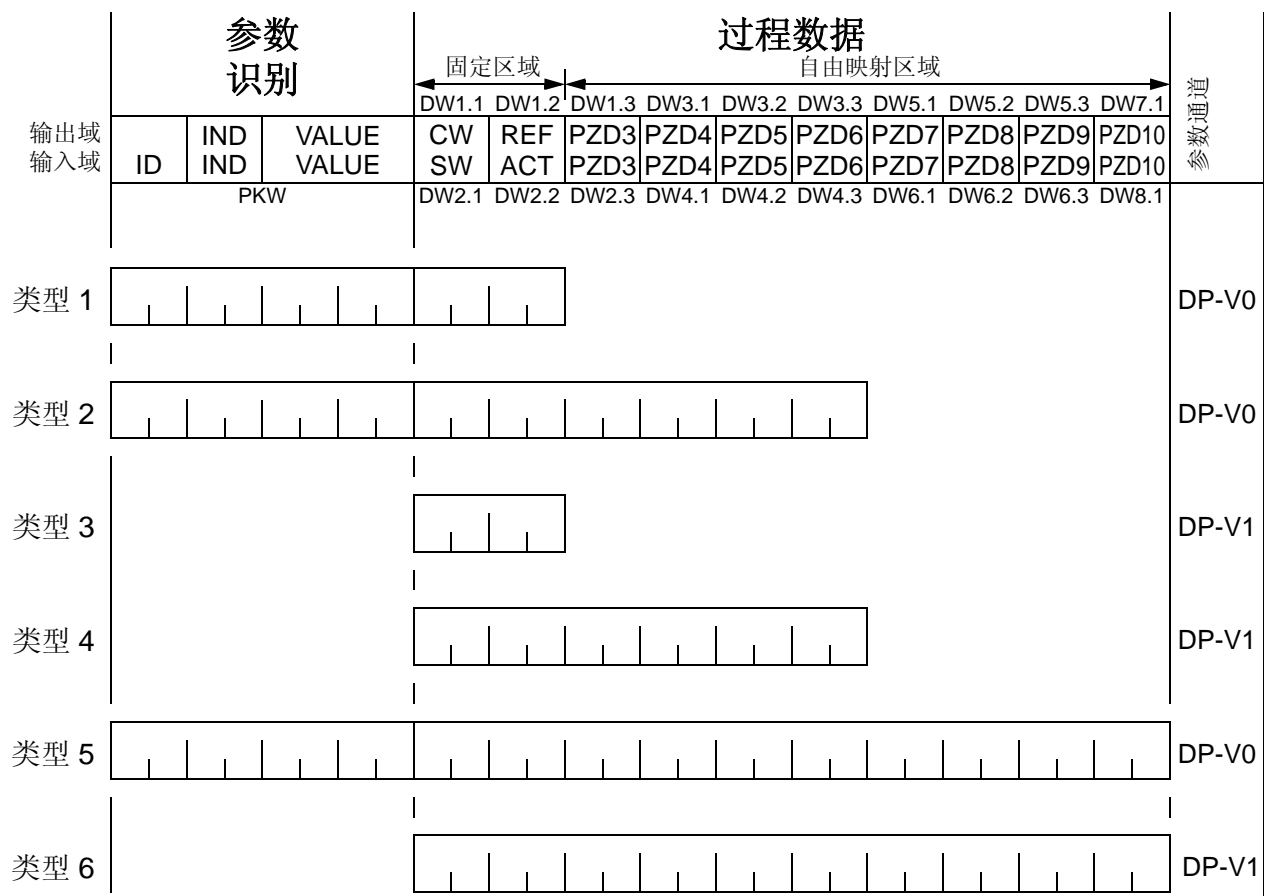 参数
识别
过程数据
固定区域 自由映射区域
参数通道
DW1.1 DW1.2 DW1.3 DW3.1 DW3.2 DW3.3 DW5.1 DW5.2 DW5.3 DW7.1
输出域 IND VALUE CW REF PZD3 PZD4 PZD5 PZD6 PZD7 PZD8 PZD9 PZD10
输入域 ID IND VALUE SW ACT PZD3 PZD4 PZD5 PZD6 PZD7 PZD8 PZD9 PZD10
PKW DW2.1 DW2.2 DW2.3 DW4.1 DW4.2 DW4.3 DW6.1 DW6.2 DW6.3 DW8.1
类型 1 DP-V0
类型 2 DP-V0
类型 3 DP-V1
类型 4 DP-V1
类型 5 DP-V0
类型 6 DP-V1